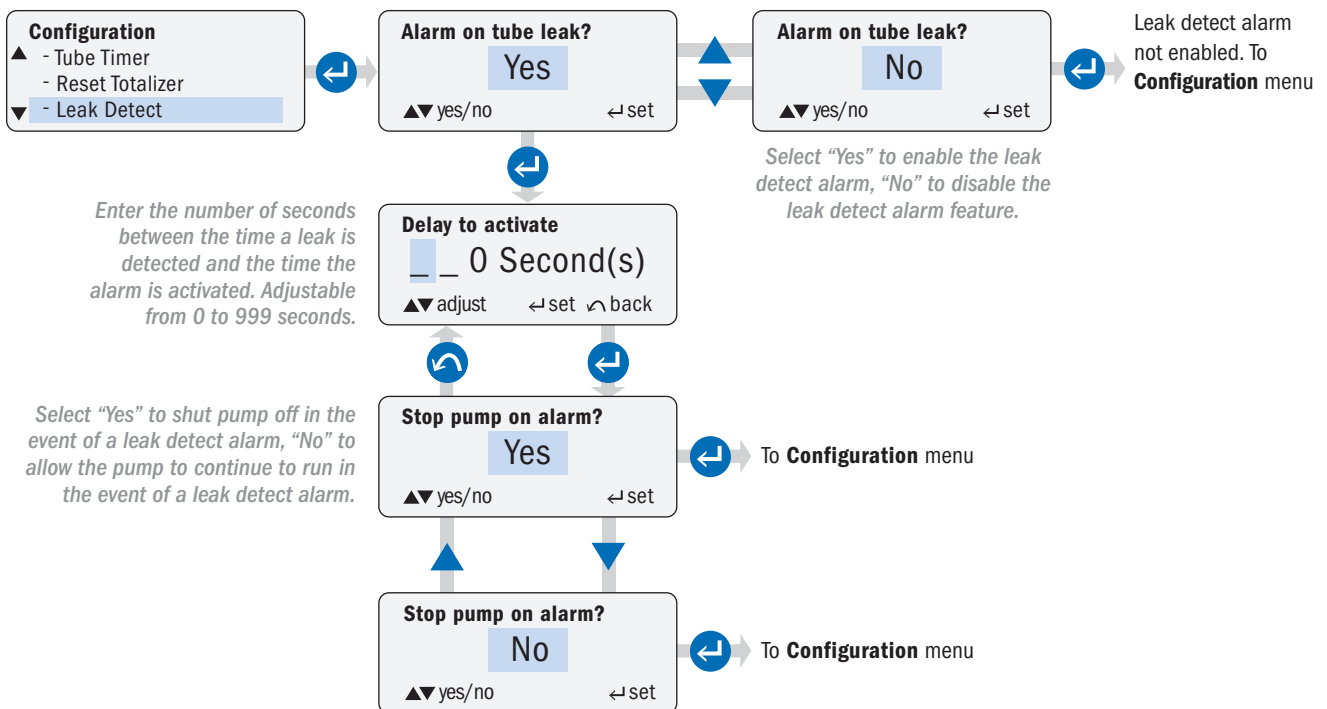 Configuration
- Tube Timer
- Reset Totalizer
- Leak Detect
Alarm on tube leak?
Yes
▲▼ yes/no ↵ set
Alarm on tube leak?
No
▲▼ yes/no ↵ set
Leak detect alarm
not enabled. To
Configuration menu
Select “Yes” to enable the leak
detect alarm, “No” to disable the
leak detect alarm feature.
Enter the number of seconds
between the time a leak is
detected and the time the
alarm is activated. Adjustable
from 0 to 999 seconds.
Delay to activate
_ _ 0 Second(s)
▲▼ adjust ↵ set ↶ back
Select “Yes” to shut pump off in the
event of a leak detect alarm, “No” to
allow the pump to continue to run in
the event of a leak detect alarm.
Stop pump on alarm?
Yes
▲▼ yes/no ↵ set
To Configuration menu
Stop pump on alarm?
No
▲▼ yes/no ↵ set
To Configuration menu